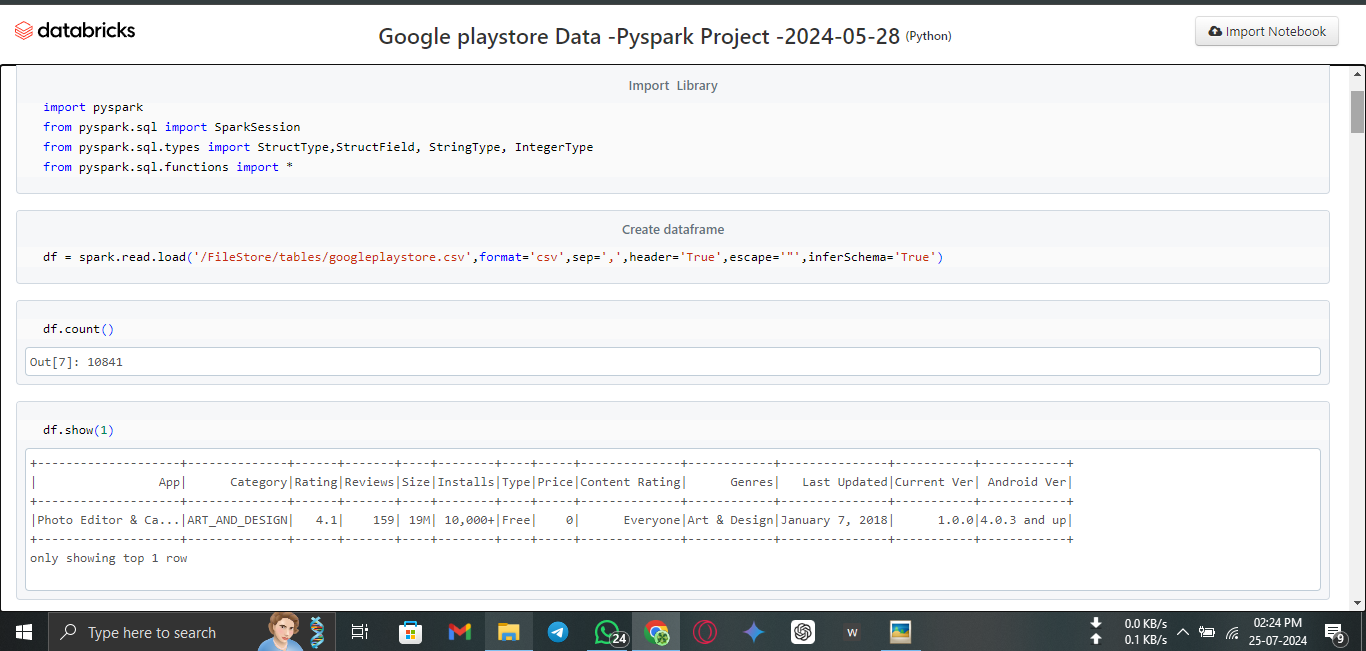 databricks
Google playstore Data -Pyspark Project -2024-05-28 (Python)
Import Notebook
Import Library
import pyspark
from pyspark.sql import SparkSession
from pyspark.sql.types import StructType,StructField, StringType, IntegerType
from pyspark.sql.functions import *
Create dataframe
df = spark.read.load('/FileStore/tables/googleplaystore.csv',format='csv',sep=',',header='True',escape='"',inferSchema='True')
df.count()
Out[7]: 10841
df.show(1)
+--------------------+--------------+------+-------+----+--------+----+-----+--------------+------------+---------------+-----------+------------+
|                 App|      Category|Rating|Reviews|Size|Installs|Type|Price|Content Rating|      Genres|   Last Updated|Current Ver| Android Ver|
+--------------------+--------------+------+-------+----+--------+----+-----+--------------+------------+---------------+-----------+------------+
|Photo Editor & Ca...|ART_AND_DESIGN|   4.1|    159| 19M| 10,000+|Free|    0|      Everyone|Art & Design|January 7, 2018|      1.0.0|4.0.3 and up|
+--------------------+--------------+------+-------+----+--------+----+-----+--------------+------------+---------------+-----------+------------+
only showing top 1 row
Type here to search
24
W
0.0 KB/s
0.1 KB/s
02:24 PM
25-07-2024
9